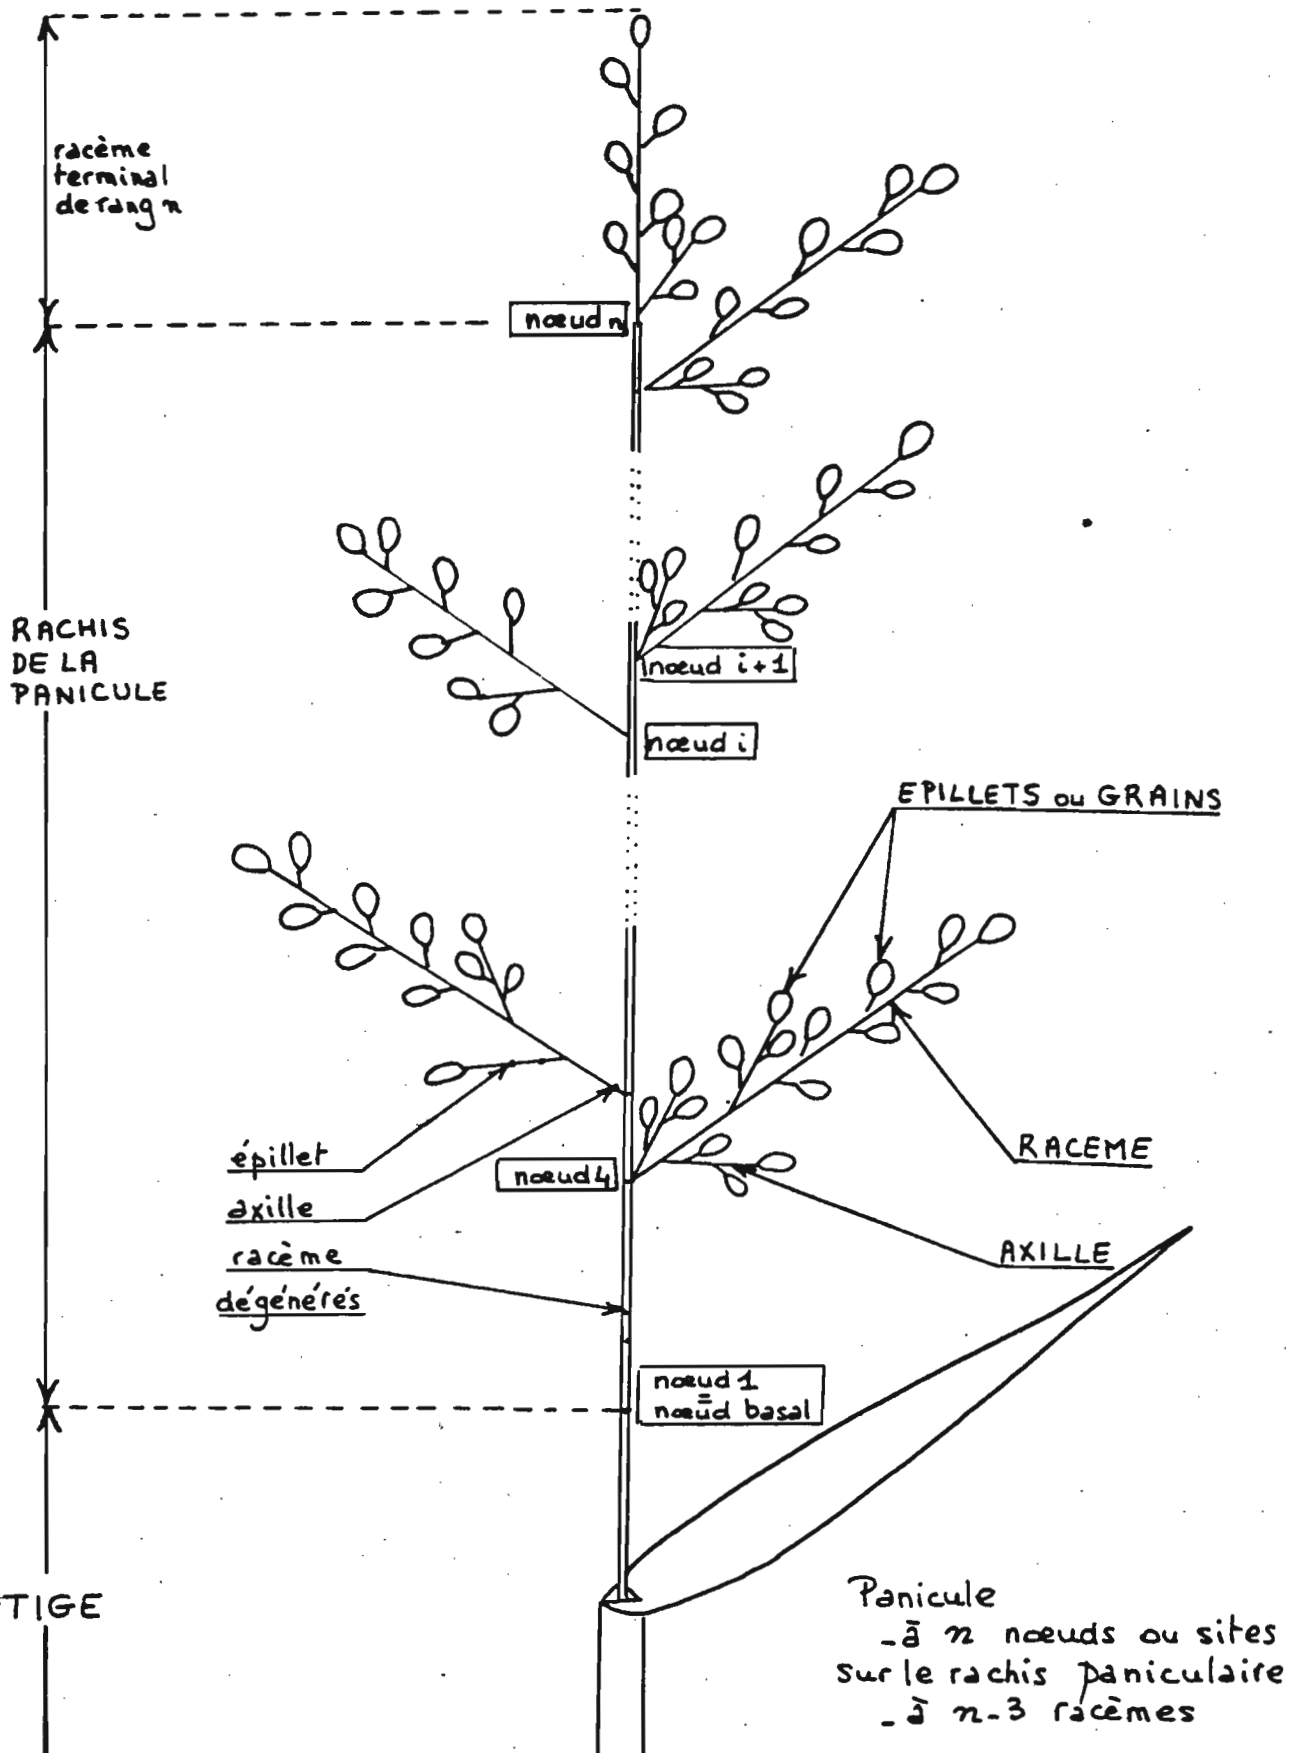 racème
terminal
de rang n
nœud n
RACHIS
DE LA
PANICULE
nœud i+1
nœud i
EPILLETS ou GRAINS
épillet
axille
racème
dégénérés
nœud 4
RACEME
AXILLE
nœud 1
=
nœud basal
TIGE
Panicule
- à n nœuds ou sites
sur le rachis paniculaire
- à n-3 racèmes